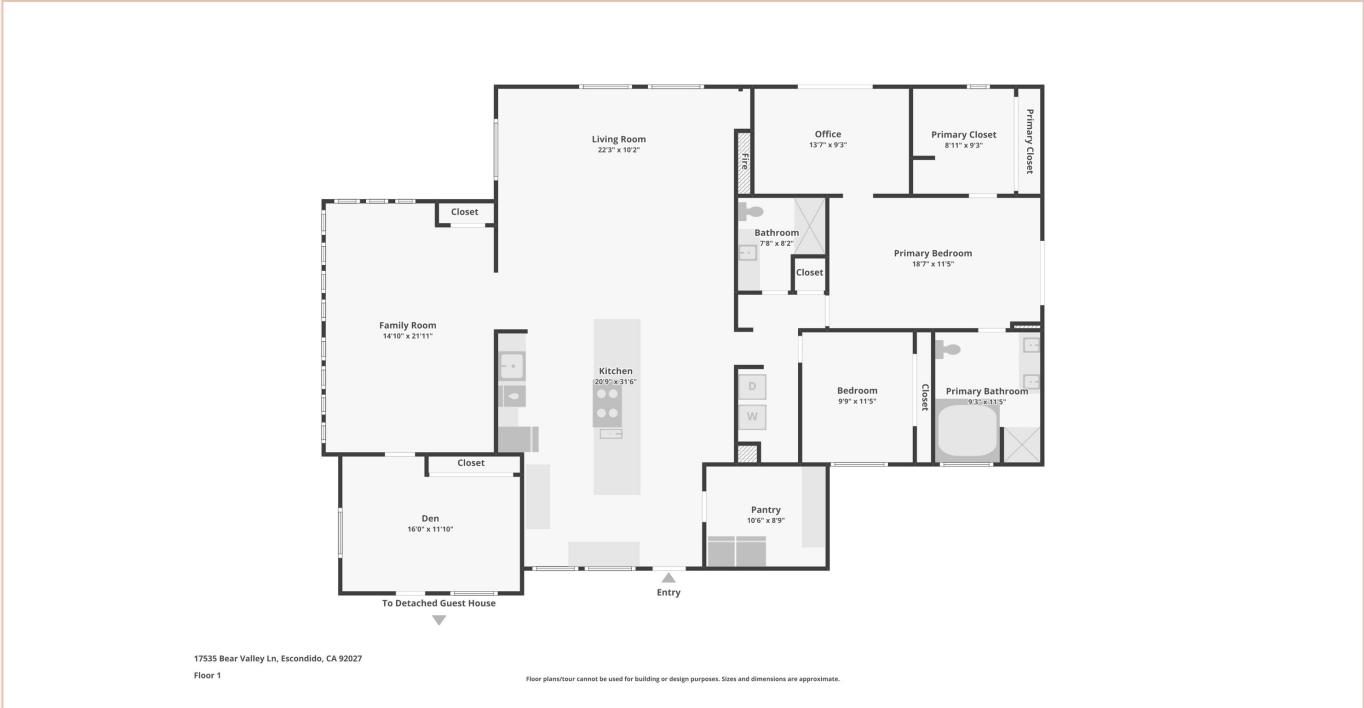 Living Room
22'3" x 10'2"
Fire
Office
13'7" x 9'3"
Primary Closet
8'11" x 9'3"
Primary Closet
Closet
Bathroom
7'8" x 8'2"
Closet
Primary Bedroom
18'7" x 11'5"
Family Room
14'10" x 21'11"
Kitchen
20'9" x 31'6"
D
W
Bedroom
9'9" x 11'5"
Closet
Primary Bathroom
9'3" x 11'5"
Closet
Den
16'0" x 11'10"
Pantry
10'6" x 8'9"
Entry
To Detached Guest House
17535 Bear Valley Ln, Escondido, CA 92027
Floor 1
Floor plans/tour cannot be used for building or design purposes. Sizes and dimensions are approximate.